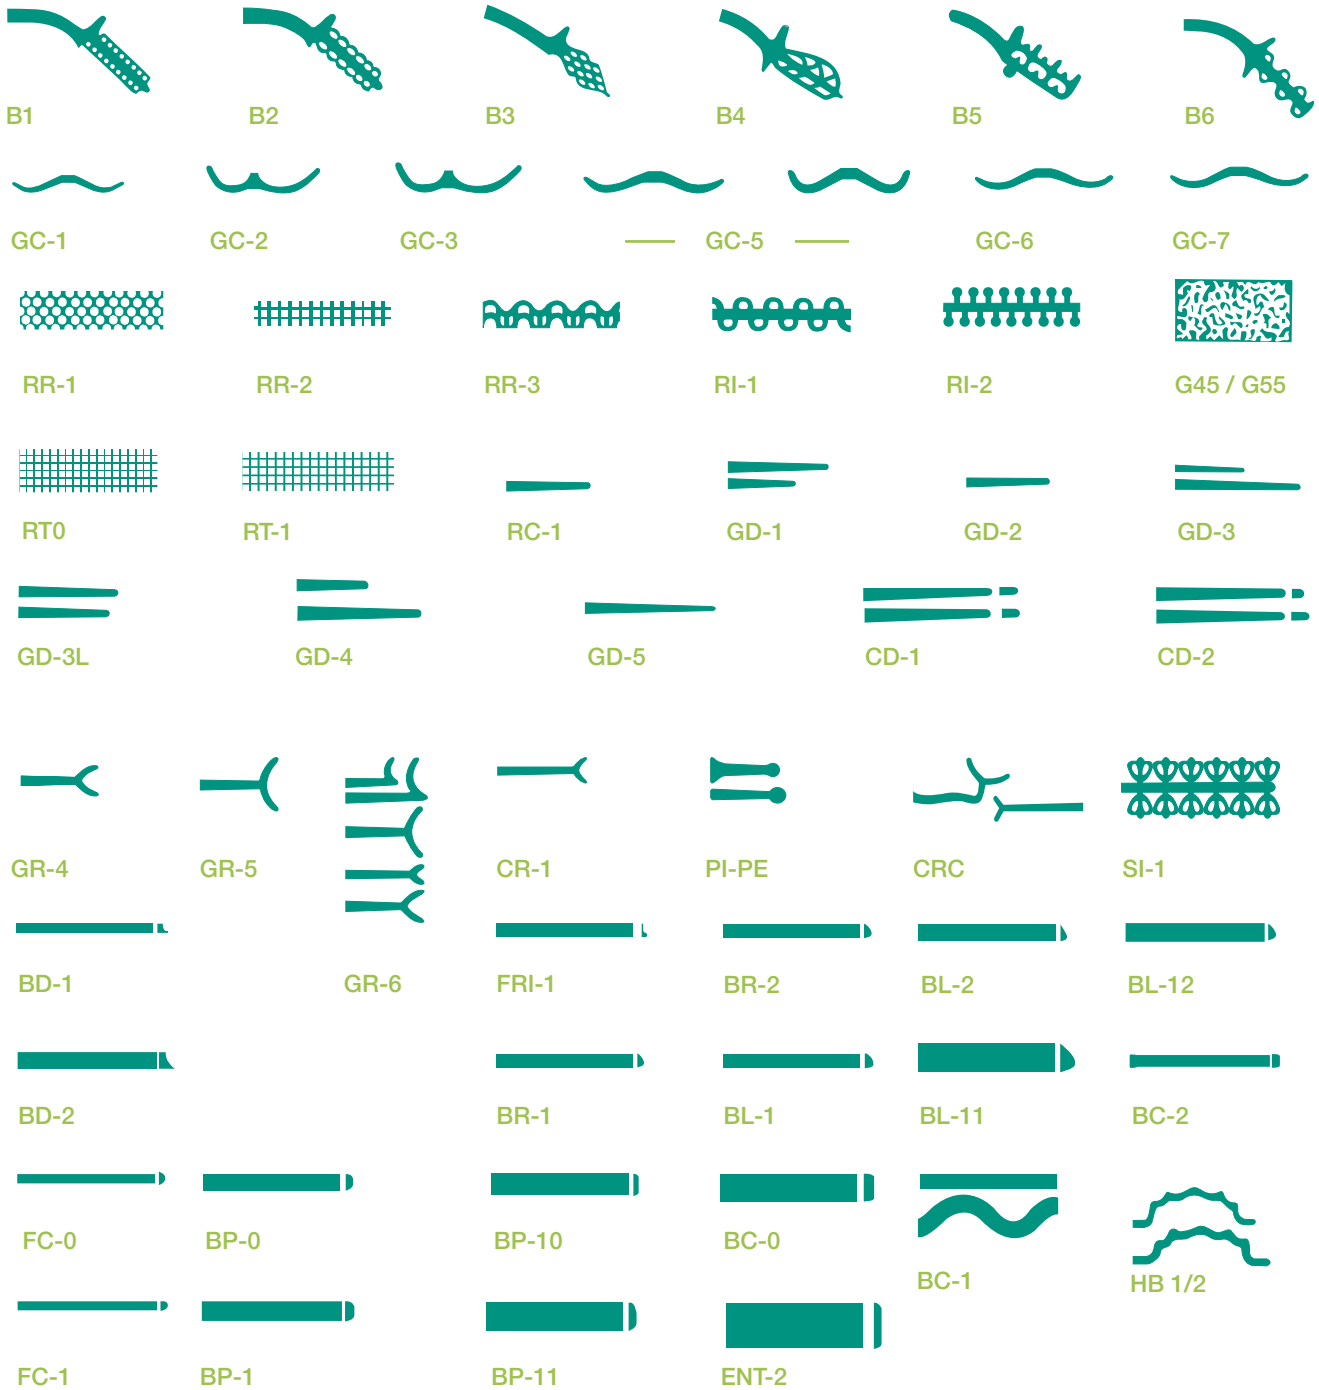 B1 B2 B3 B4 B5 B6
GC-1 GC-2 GC-3 GC-5 GC-6 GC-7
RR-1 RR-2 RR-3 RI-1 RI-2 G45 / G55
RT0 RT-1 RC-1 GD-1 GD-2 GD-3
GD-3L GD-4 GD-5 CD-1 CD-2
GR-4 GR-5 CR-1 PI-PE CRC SI-1
BD-1 GR-6 FRI-1 BR-2 BL-2 BL-12
BD-2 BR-1 BL-1 BL-11 BC-2
FC-0 BP-0 BP-10 BC-0
BC-1 HB 1/2
FC-1 BP-1 BP-11 ENT-2